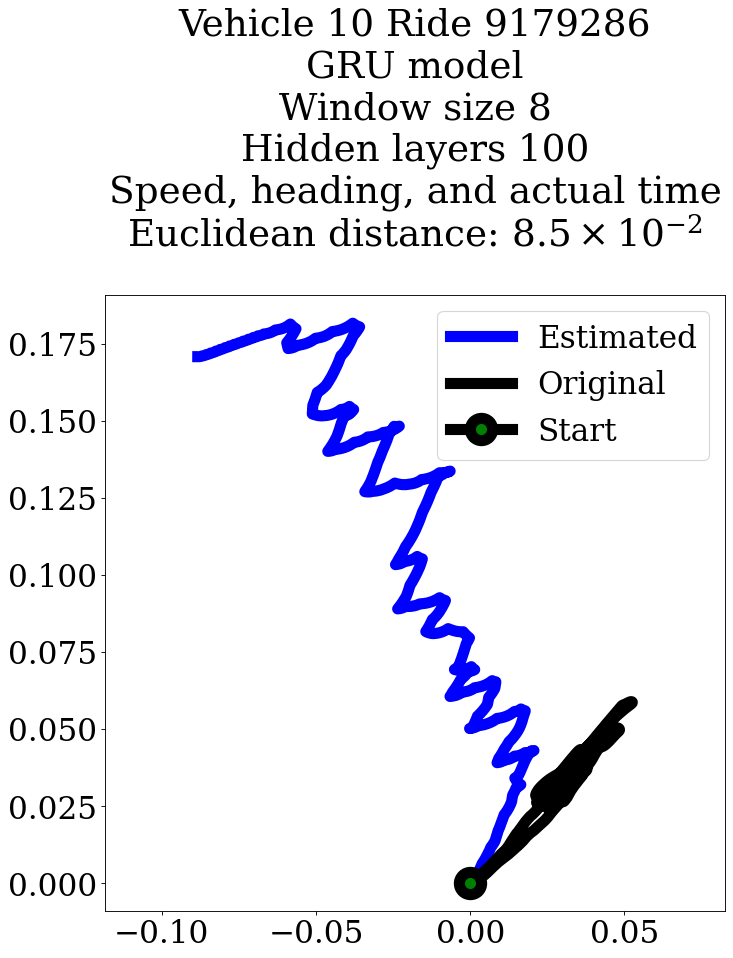 Vehicle 10 Ride 9179286
GRU model
Window size 8
Hidden layers 100
Speed, heading, and actual time
Euclidean distance: 8.5 × 10⁻²
Estimated
Original
Start
0.175
0.150
0.125
0.100
0.075
0.050
0.025
0.000
−0.10 −0.05 0.00 0.05